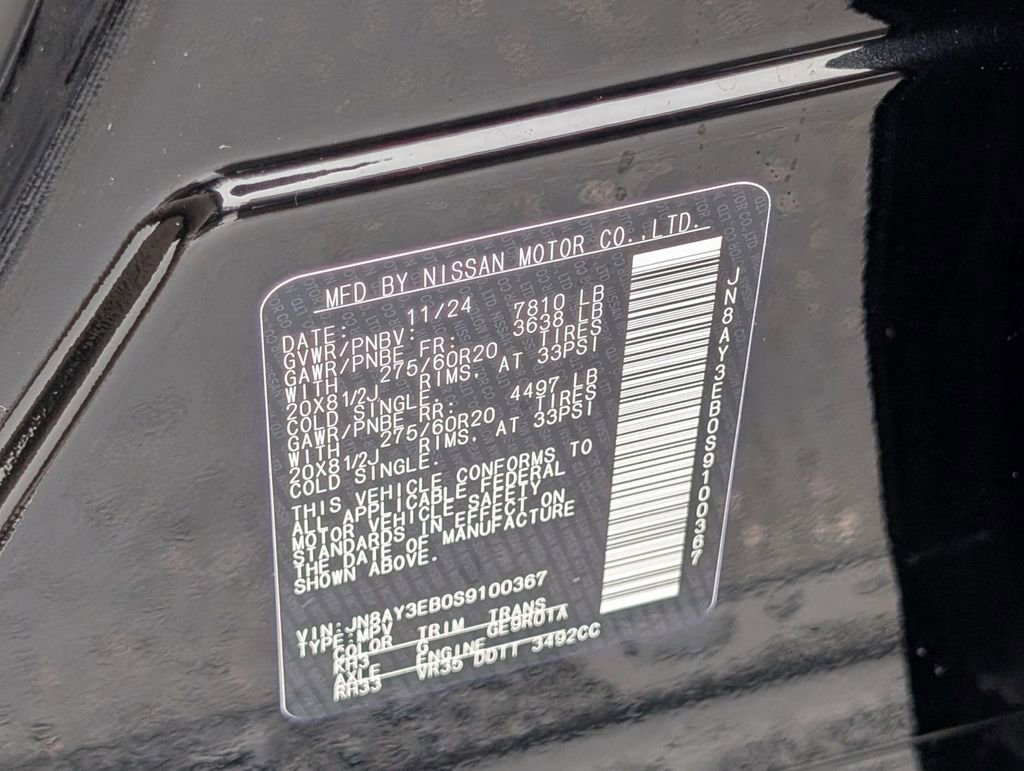 MFD BY NISSAN MOTOR CO.,LTD.
DATE: 11/24
GVWR/PNBV: 7810 LB
GAWR/PNBE FR: 3638 LB
WITH 275/60R20 TIRES
20X8 1/2J RIMS. AT 33PSI
COLD SINGLE.
GAWR/PNBE RR: 4497 LB
WITH 275/60R20 TIRES
20X8 1/2J RIMS. AT 33PSI
COLD SINGLE.
THIS VEHICLE CONFORMS TO
ALL APPLICABLE FEDERAL
MOTOR VEHICLE SAFETY
STANDARDS IN EFFECT ON
THE DATE OF MANUFACTURE
SHOWN ABOVE.
VIN:JN8AY3EB0S9100367
TYPE:MPV
COLOR TRIM TRANS
KH3 G
AXLE ENGINE
RH33 VR35 DDTT 3492CC
JN8AY3EB0S9100367